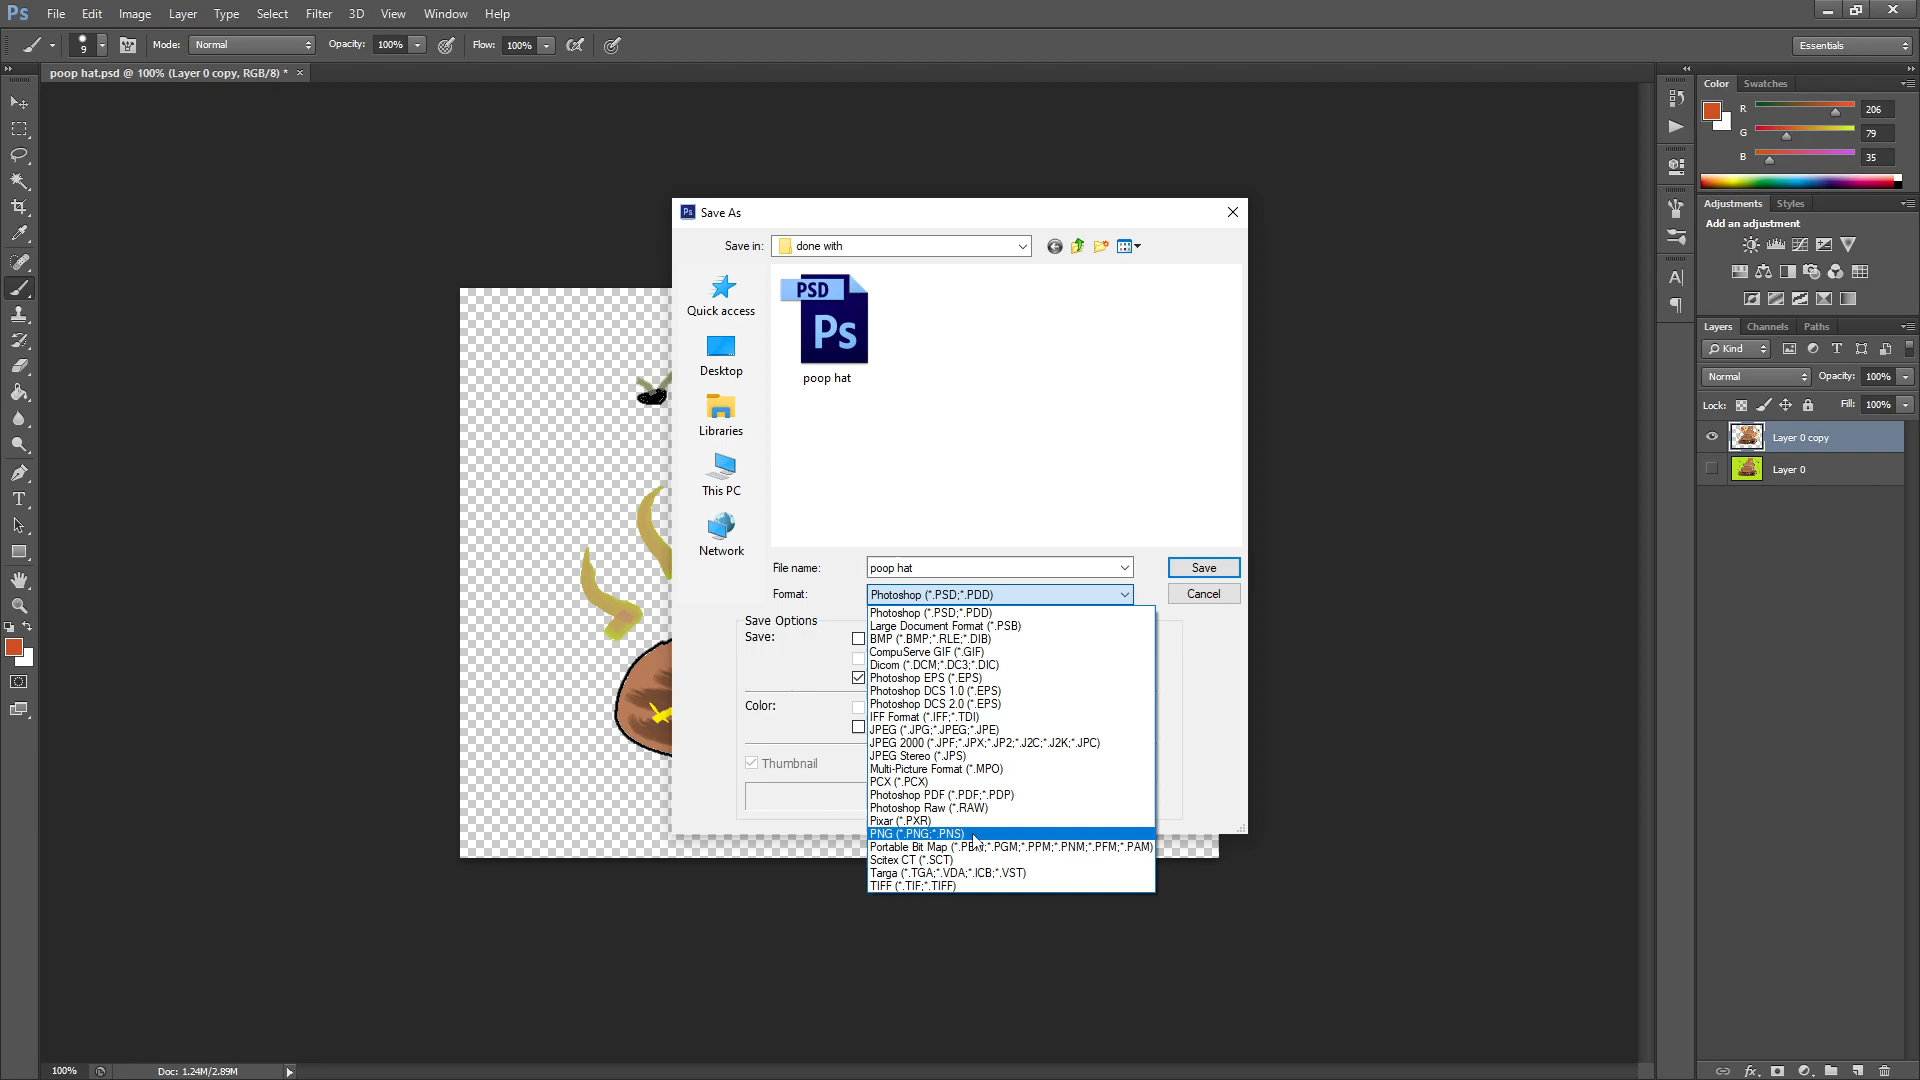 Ps File Edit Image Layer Type Select Filter 3D View Window Help
9 Mode: Normal Opacity: 100% Flow: 100% Essentials
poop hat.psd @ 100% (Layer 0 copy, RGB/8) * ×
Color Swatches
R 206
G 79
B 35
Adjustments Styles
Add an adjustment
Layers Channels Paths
Kind
Normal Opacity: 100%
Lock: Fill: 100%
Layer 0 copy
Layer 0
Ps Save As
Save in: done with
Quick access
Desktop
Libraries
This PC
Network
PSD
Ps
poop hat
File name: poop hat Save
Format: Photoshop (*.PSD;*.PDD) Cancel
Save Options
Save:
Color:
Thumbnail
Photoshop (*.PSD;*.PDD)
Large Document Format (*.PSB)
BMP (*.BMP;*.RLE;*.DIB)
CompuServe GIF (*.GIF)
Dicom (*.DCM;*.DC3;*.DIC)
Photoshop EPS (*.EPS)
Photoshop DCS 1.0 (*.EPS)
Photoshop DCS 2.0 (*.EPS)
IFF Format (*.IFF;*.TDI)
JPEG (*.JPG;*.JPEG;*.JPE)
JPEG 2000 (*.JPF;*.JPX;*.JP2;*.J2C;*.J2K;*.JPC)
JPEG Stereo (*.JPS)
Multi-Picture Format (*.MPO)
PCX (*.PCX)
Photoshop PDF (*.PDF;*.PDP)
Photoshop Raw (*.RAW)
Pixar (*.PXR)
PNG (*.PNG;*.PNS)
Portable Bit Map (*.PBM;*.PGM;*.PPM;*.PNM;*.PFM;*.PAM)
Scitex CT (*.SCT)
Targa (*.TGA;*.VDA;*.ICB;*.VST)
TIFF (*.TIF;*.TIFF)
100% Doc: 1.24M/2.89M
fx